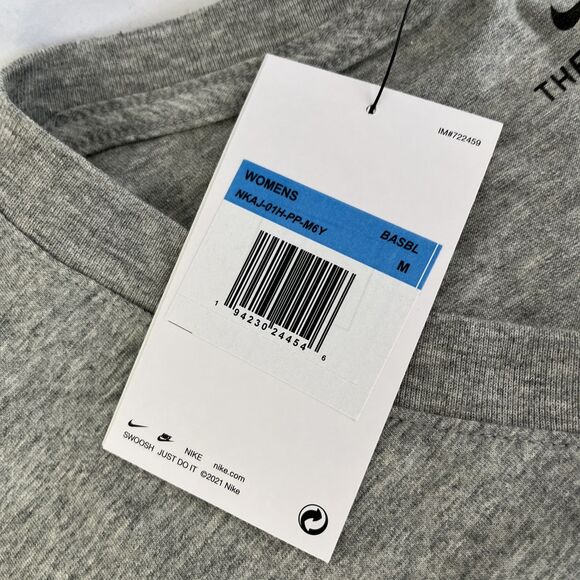 THE
IM#722459
WOMENS
NKAJ-01H-PP-M6Y BASBL
M
1 94230 24454 6
NIKE nike.com
SWOOSH JUST DO IT ©2021 Nike